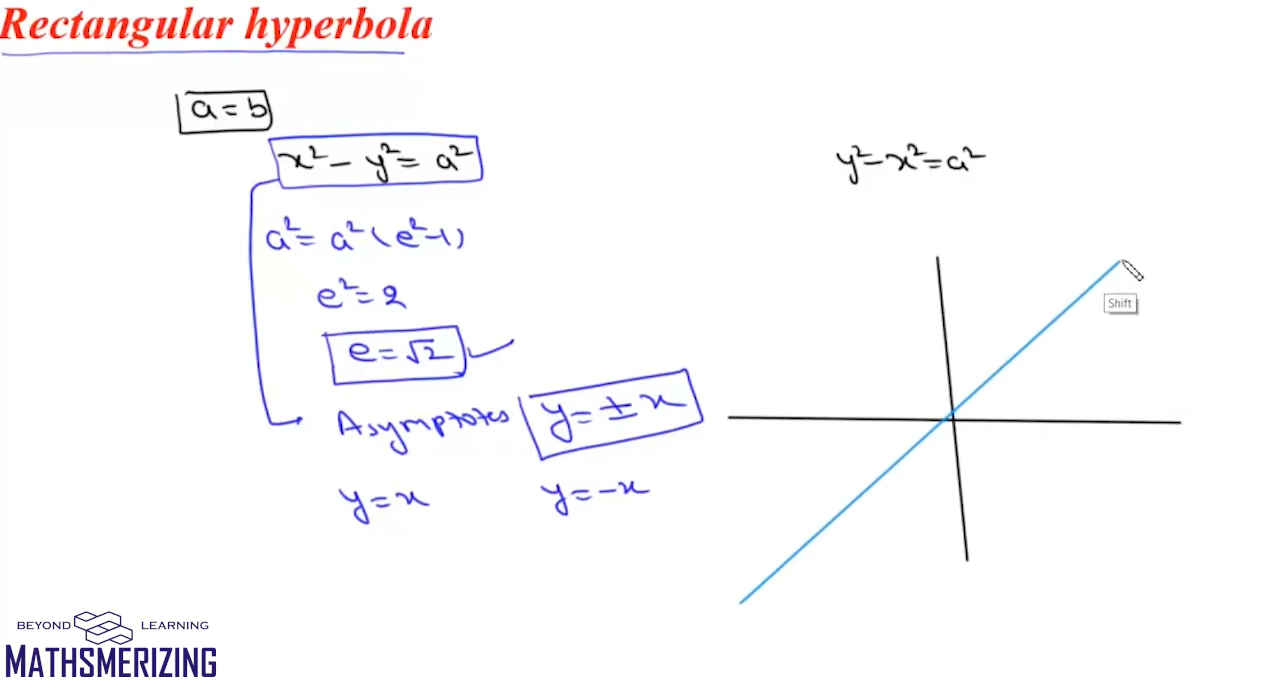 Rectangular hyperbola
a = b
x² - y² = a²
y² - x² = a²
a² = a² (e² - 1)
e² = 2
e = √2
Shift
Asymptotes y = ± x
y = x y = -x
BEYOND LEARNING
MATHSMERIZING